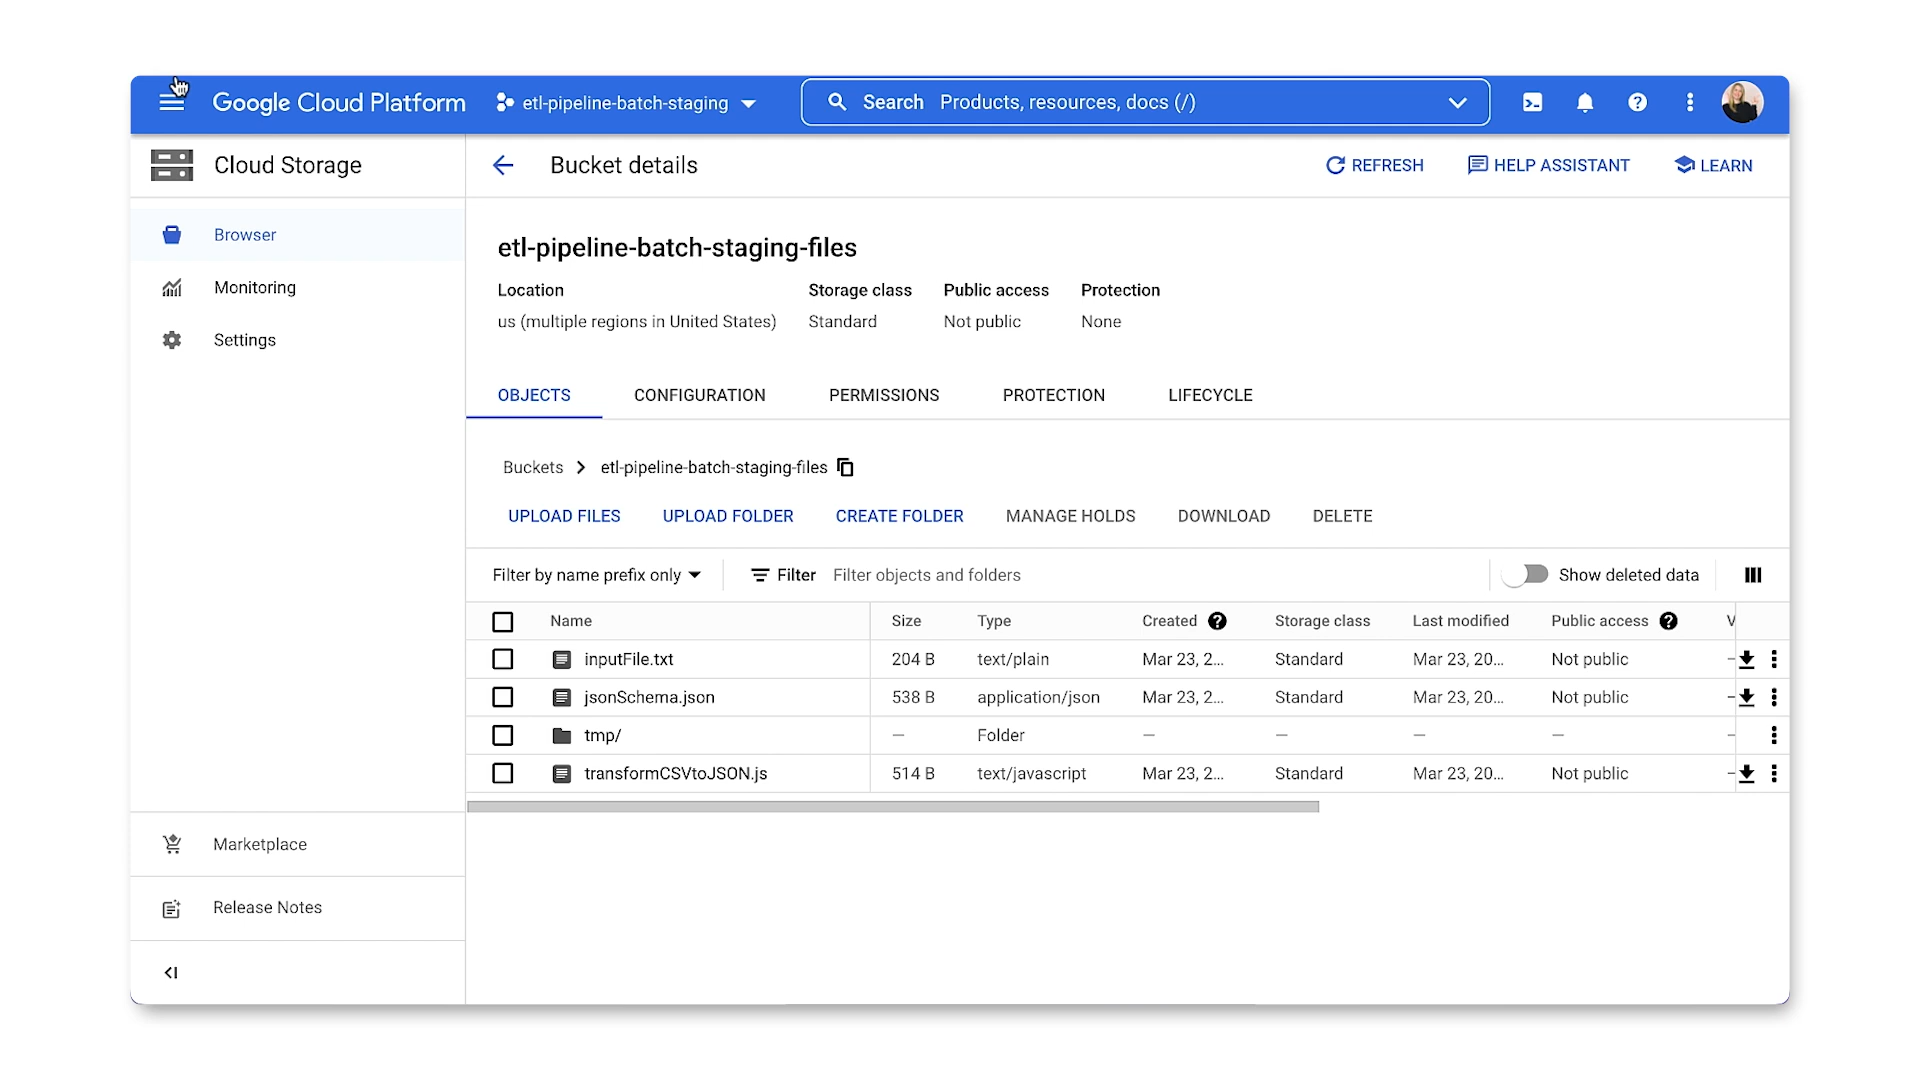 Google Cloud Platform etl-pipeline-batch-staging Search Products, resources, docs (/)
Cloud Storage
Bucket details REFRESH HELP ASSISTANT LEARN
Browser
Monitoring
Settings
etl-pipeline-batch-staging-files
Location Storage class Public access Protection
us (multiple regions in United States) Standard Not public None
OBJECTS CONFIGURATION PERMISSIONS PROTECTION LIFECYCLE
Buckets etl-pipeline-batch-staging-files
UPLOAD FILES UPLOAD FOLDER CREATE FOLDER MANAGE HOLDS DOWNLOAD DELETE
Filter by name prefix only Filter Filter objects and folders Show deleted data
Name Size Type Created Storage class Last modified Public access V
inputFile.txt 204 B text/plain Mar 23, 2... Standard Mar 23, 20... Not public –
jsonSchema.json 538 B application/json Mar 23, 2... Standard Mar 23, 20... Not public –
tmp/ — Folder — — — — –
transformCSVtoJSON.js 514 B text/javascript Mar 23, 2... Standard Mar 23, 20... Not public –
Marketplace
Release Notes